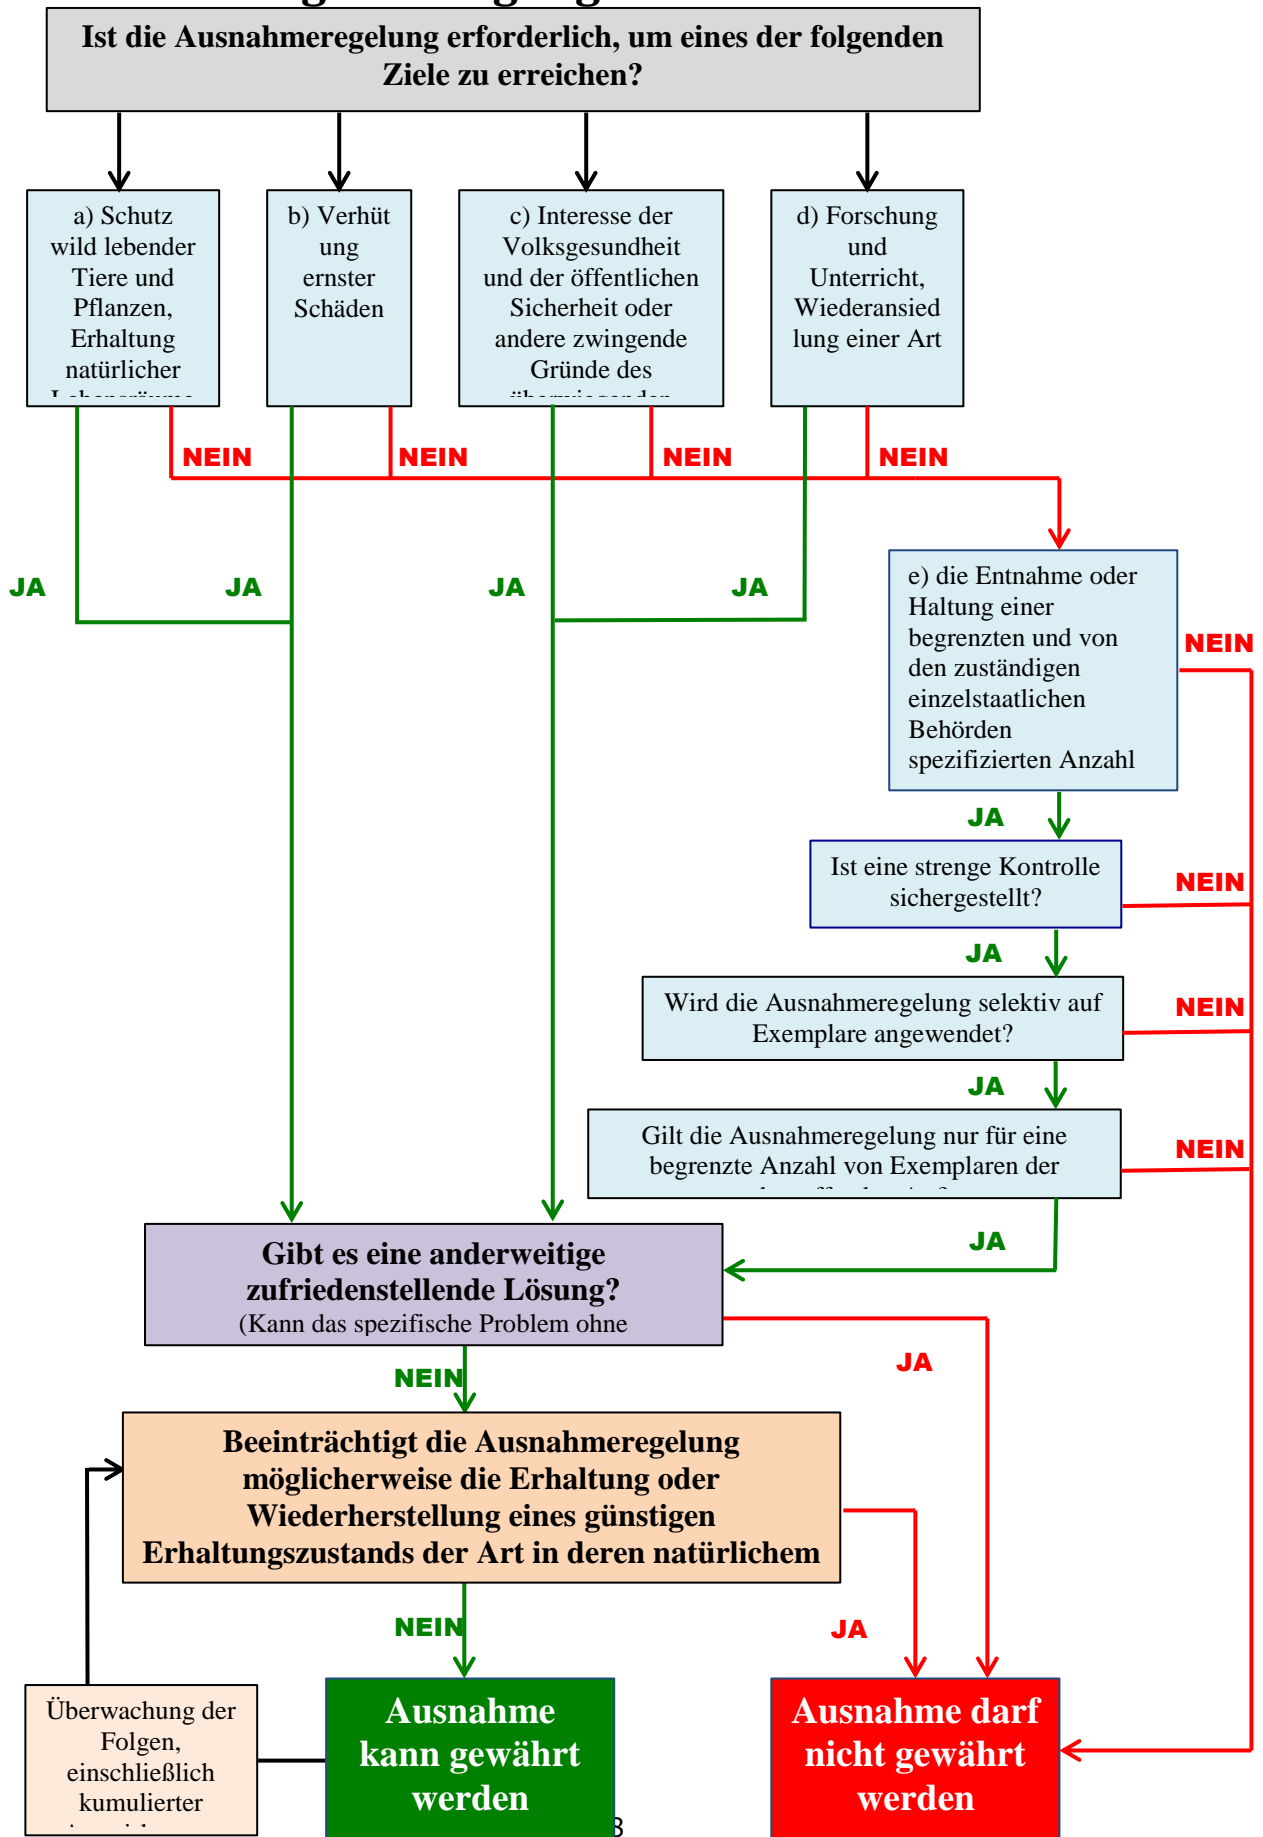 Ist die Ausnahmeregelung erforderlich, um eines der folgenden
Ziele zu erreichen?
a) Schutz
wild lebender
Tiere und
Pflanzen,
Erhaltung
natürlicher
b) Verhüt
ung
ernster
Schäden
c) Interesse der
Volksgesundheit
und der öffentlichen
Sicherheit oder
andere zwingende
Gründe des
d) Forschung
und
Unterricht,
Wiederansied
lung einer Art
NEIN
NEIN
NEIN
NEIN
JA
JA
JA
JA
e) die Entnahme oder
Haltung einer
begrenzten und von
den zuständigen
einzelstaatlichen
Behörden
spezifizierten Anzahl
NEIN
JA
Ist eine strenge Kontrolle
sichergestellt?
NEIN
JA
Wird die Ausnahmeregelung selektiv auf
Exemplare angewendet?
NEIN
JA
Gilt die Ausnahmeregelung nur für eine
begrenzte Anzahl von Exemplaren der
NEIN
JA
Gibt es eine anderweitige
zufriedenstellende Lösung?
(Kann das spezifische Problem ohne
JA
NEIN
Beeinträchtigt die Ausnahmeregelung
möglicherweise die Erhaltung oder
Wiederherstellung eines günstigen
Erhaltungszustands der Art in deren natürlichem
NEIN
JA
Überwachung der
Folgen,
einschließlich
kumulierter
Ausnahme
kann gewährt
werden
Ausnahme darf
nicht gewährt
werden